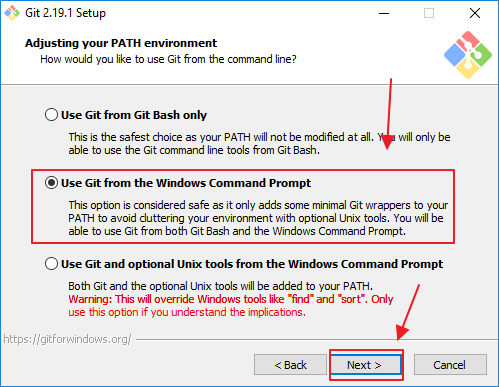 Git 2.19.1 Setup
Adjusting your PATH environment
How would you like to use Git from the command line?
Use Git from Git Bash only
This is the safest choice as your PATH will not be modified at all. You will only be
able to use the Git command line tools from Git Bash.
Use Git from the Windows Command Prompt
This option is considered safe as it only adds some minimal Git wrappers to your
PATH to avoid cluttering your environment with optional Unix tools. You will be
able to use Git from both Git Bash and the Windows Command Prompt.
Use Git and optional Unix tools from the Windows Command Prompt
Both Git and the optional Unix tools will be added to your PATH.
Warning: This will override Windows tools like "find" and "sort". Only
use this option if you understand the implications.
https://gitforwindows.org/
< Back
Next >
Cancel